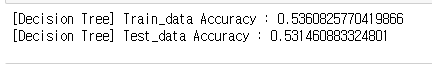 [Decision Tree] Train_data Accuracy : 0.5360825770419866
[Decision Tree] Test_data Accuracy : 0.531460883324801